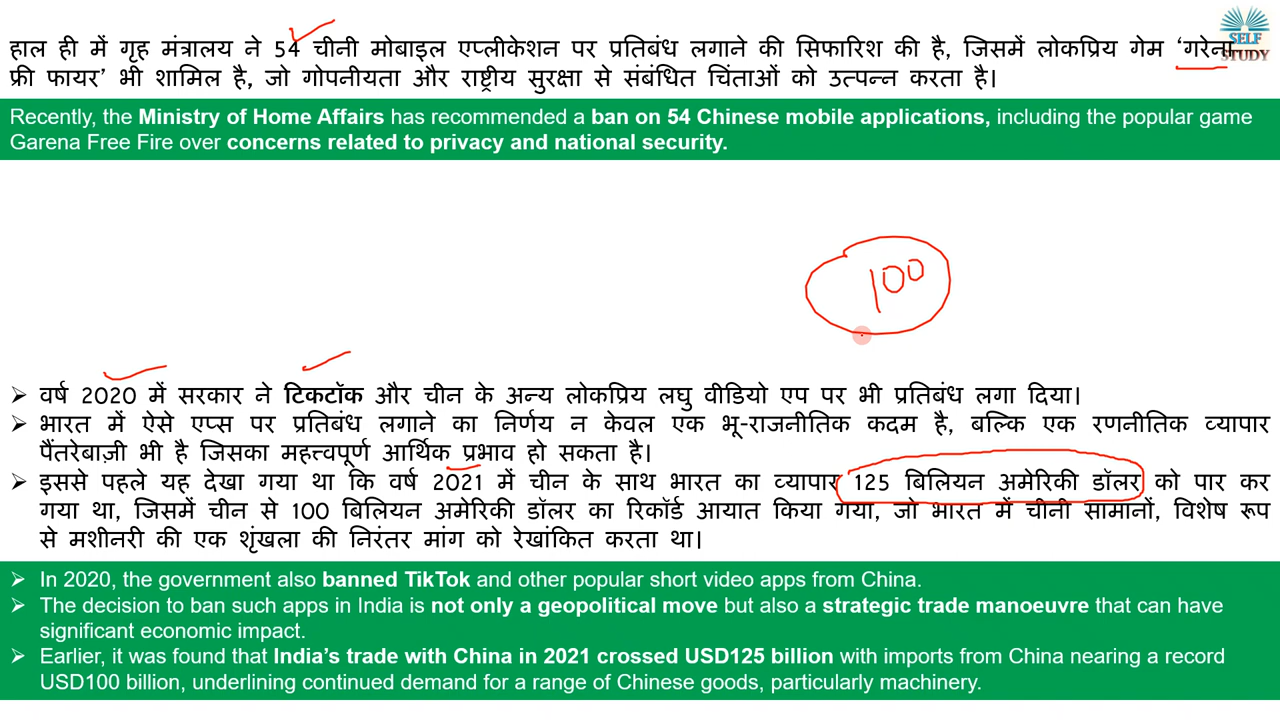 हाल ही में गृह मंत्रालय ने 54 चीनी मोबाइल एप्लीकेशन पर प्रतिबंध लगाने की सिफारिश की है, जिसमें लोकप्रिय गेम ‘गरेना
फ्री फायर’ भी शामिल है, जो गोपनीयता और राष्ट्रीय सुरक्षा से संबंधित चिंताओं को उत्पन्न करता है।
SELF
STUDY
Recently, the Ministry of Home Affairs has recommended a ban on 54 Chinese mobile applications, including the popular game
Garena Free Fire over concerns related to privacy and national security.
100
➢ वर्ष 2020 में सरकार ने टिकटॉक और चीन के अन्य लोकप्रिय लघु वीडियो एप पर भी प्रतिबंध लगा दिया।
➢ भारत में ऐसे एप्स पर प्रतिबंध लगाने का निर्णय न केवल एक भू-राजनीतिक कदम है, बल्कि एक रणनीतिक व्यापार
पैंतरेबाज़ी भी है जिसका महत्त्वपूर्ण आर्थिक प्रभाव हो सकता है।
➢ इससे पहले यह देखा गया था कि वर्ष 2021 में चीन के साथ भारत का व्यापार 125 बिलियन अमेरिकी डॉलर को पार कर
गया था, जिसमें चीन से 100 बिलियन अमेरिकी डॉलर का रिकॉर्ड आयात किया गया, जो भारत में चीनी सामानों, विशेष रूप
से मशीनरी की एक शृंखला की निरंतर मांग को रेखांकित करता था।
➢ In 2020, the government also banned TikTok and other popular short video apps from China.
➢ The decision to ban such apps in India is not only a geopolitical move but also a strategic trade manoeuvre that can have
significant economic impact.
➢ Earlier, it was found that India’s trade with China in 2021 crossed USD125 billion with imports from China nearing a record
USD100 billion, underlining continued demand for a range of Chinese goods, particularly machinery.